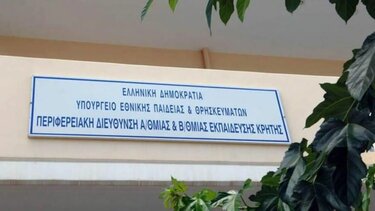 ΕΛΛΗΝΙΚΗ ΔΗΜΟΚΡΑΤΙΑ
ΥΠΟΥΡΓΕΙΟ ΕΘΝΙΚΗΣ ΠΑΙΔΕΙΑΣ & ΘΡΗΣΚΕΥΜΑΤΩΝ
ΠΕΡΙΦΕΡΕΙΑΚΗ ΔΙΕΥΘΥΝΣΗ Α/ΘΜΙΑΣ & Β/ΘΜΙΑΣ ΕΚΠΑΙΔΕΥΣΗΣ ΚΡΗΤΗΣ